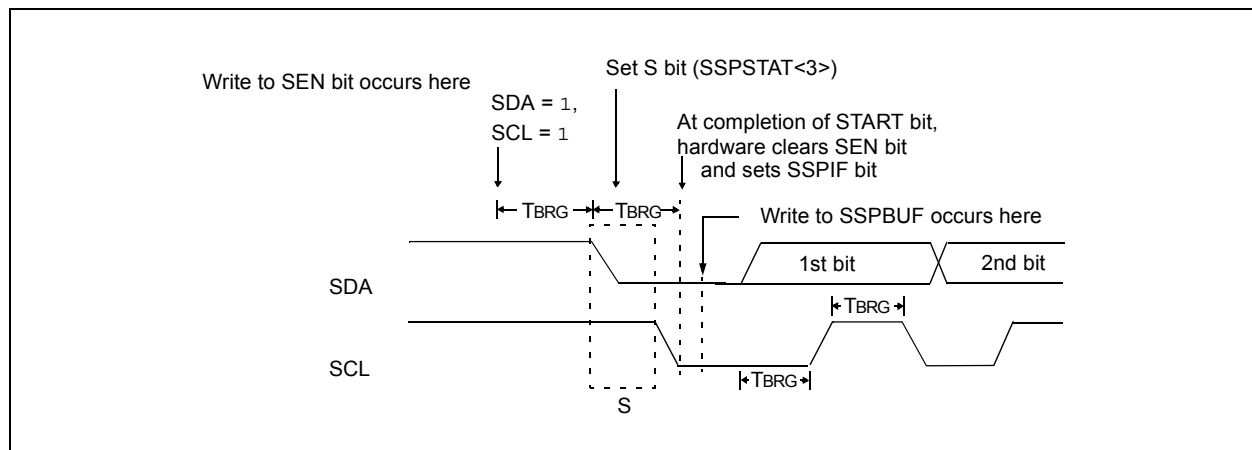 Write to SEN bit occurs here
Set S bit (SSPSTAT<3>)
SDA = 1,
SCL = 1
At completion of START bit,
hardware clears SEN bit
and sets SSPIF bit
TBRG
TBRG
Write to SSPBUF occurs here
SDA
1st bit
2nd bit
TBRG
SCL
TBRG
S